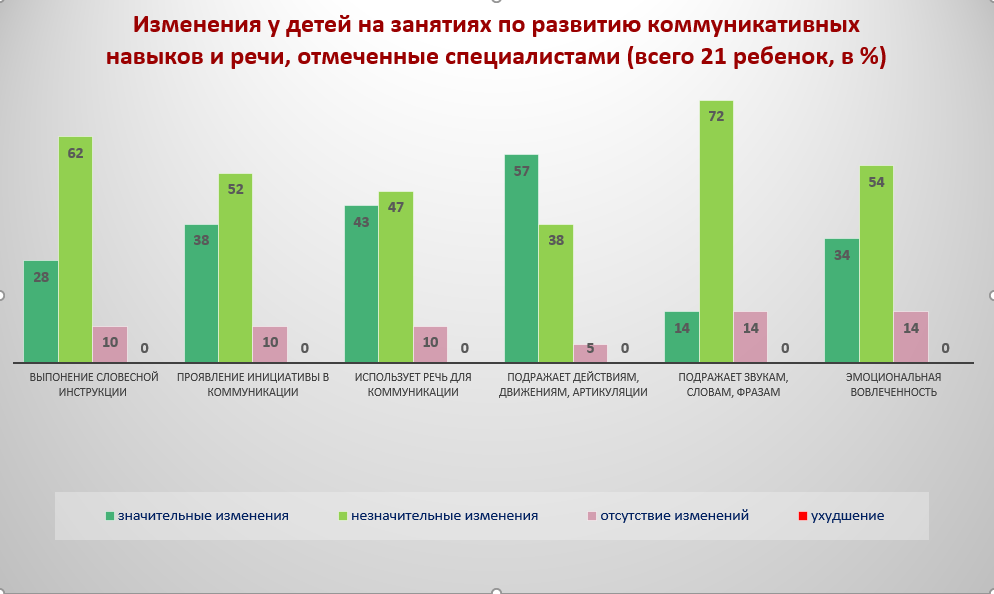 Изменения у детей на занятиях по развитию коммуникативных
навыков и речи, отмеченные специалистами (всего 21 ребенок, в %)
28 62 10 0
38 52 10 0
43 47 10 0
57 38 5 0
14 72 14 0
34 54 14 0
ВЫПОНЕНИЕ СЛОВЕСНОЙ
ИНСТРУКЦИИ
ПРОЯВЛЕНИЕ ИНИЦИАТИВЫ В
КОММУНИКАЦИИ
ИСПОЛЬЗУЕТ РЕЧЬ ДЛЯ
КОММУНИКАЦИИ
ПОДРАЖАЕТ ДЕЙСТВИЯМ,
ДВИЖЕНИЯМ, АРТИКУЛЯЦИИ
ПОДРАЖАЕТ ЗВУКАМ,
СЛОВАМ, ФРАЗАМ
ЭМОЦИОНАЛЬНАЯ
ВОВЛЕЧЕННОСТЬ
значительные изменения
незначительные изменения
отсутствие изменений
ухудшение